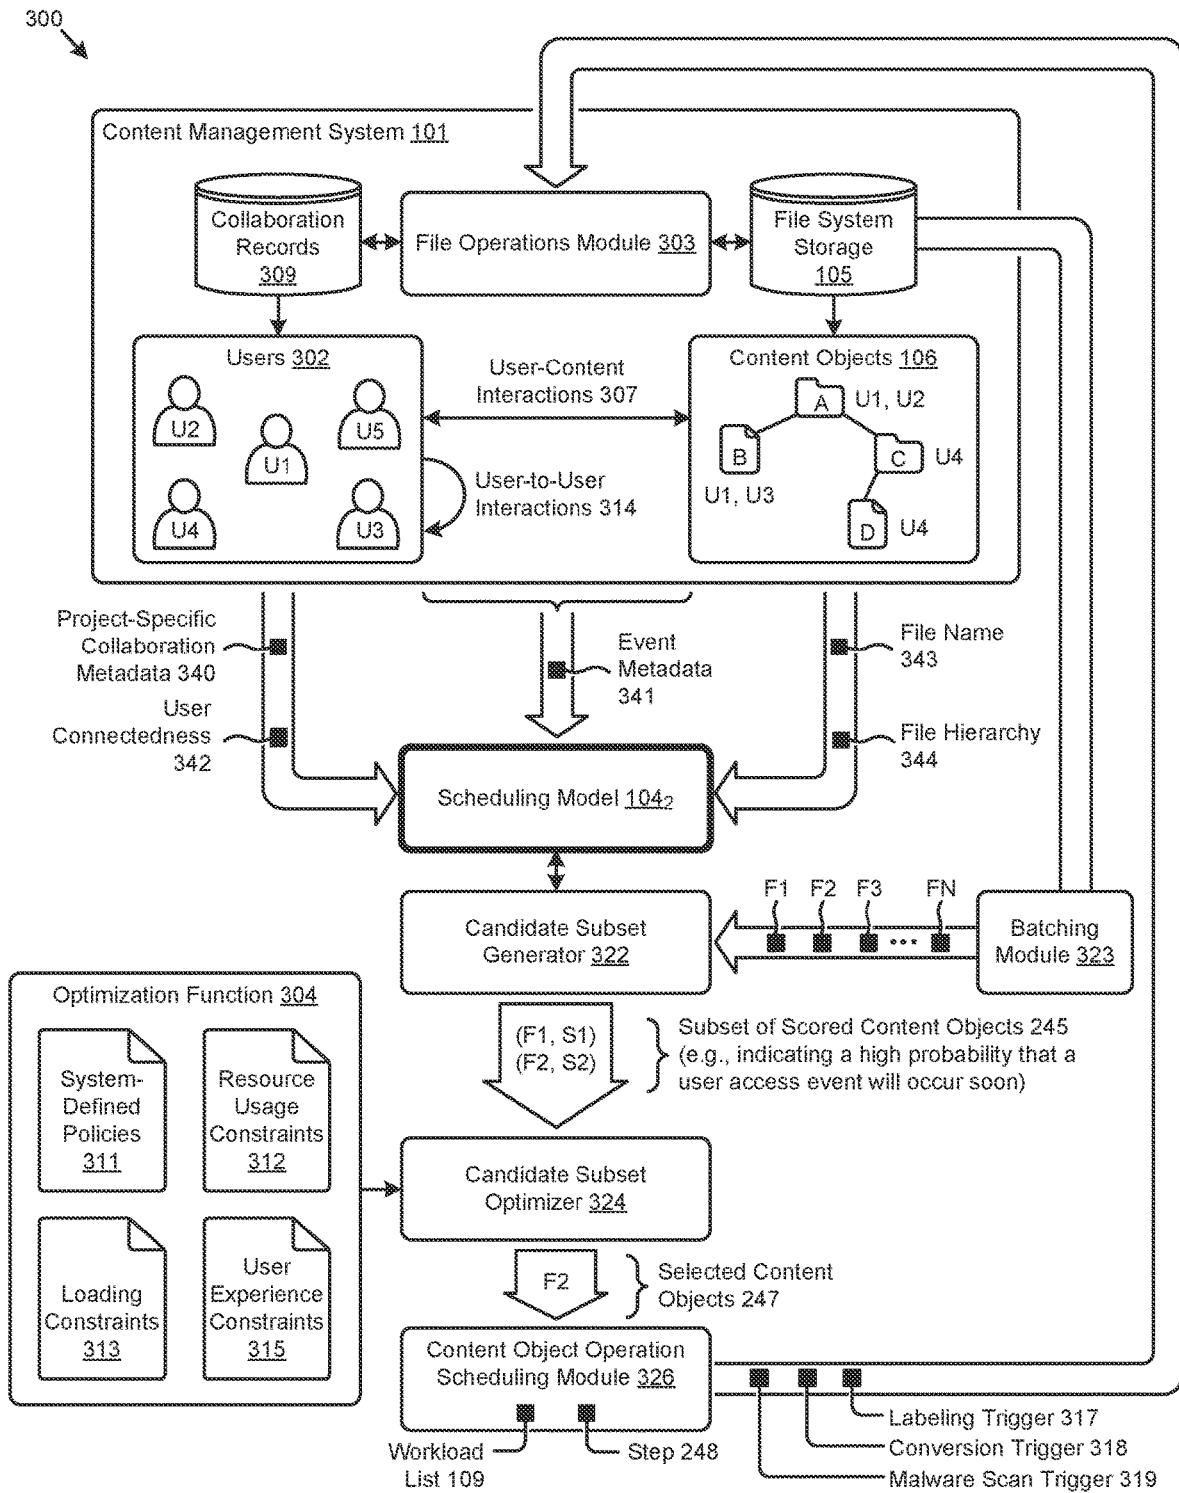 300
Content Management System 101
Collaboration
Records
309
File Operations Module 303
File System
Storage
105
Users 302
U2
U5
U1
U4
U3
User-Content
Interactions 307
User-to-User
Interactions 314
Content Objects 106
A
U1, U2
B
U1, U3
C
U4
D
U4
Project-Specific
Collaboration
Metadata 340
User
Connectedness
342
Event
Metadata
341
File Name
343
File Hierarchy
344
Scheduling Model 104₂
Candidate Subset
Generator 322
F1
F2
F3
FN
Batching
Module 323
Optimization Function 304
System-
Defined
Policies
311
Resource
Usage
Constraints
312
Loading
Constraints
313
User
Experience
Constraints
315
(F1, S1)
(F2, S2)
Subset of Scored Content Objects 245
(e.g., indicating a high probability that a
user access event will occur soon)
Candidate Subset
Optimizer 324
F2
Selected Content
Objects 247
Content Object Operation
Scheduling Module 326
Workload
List 109
Step 248
Labeling Trigger 317
Conversion Trigger 318
Malware Scan Trigger 319